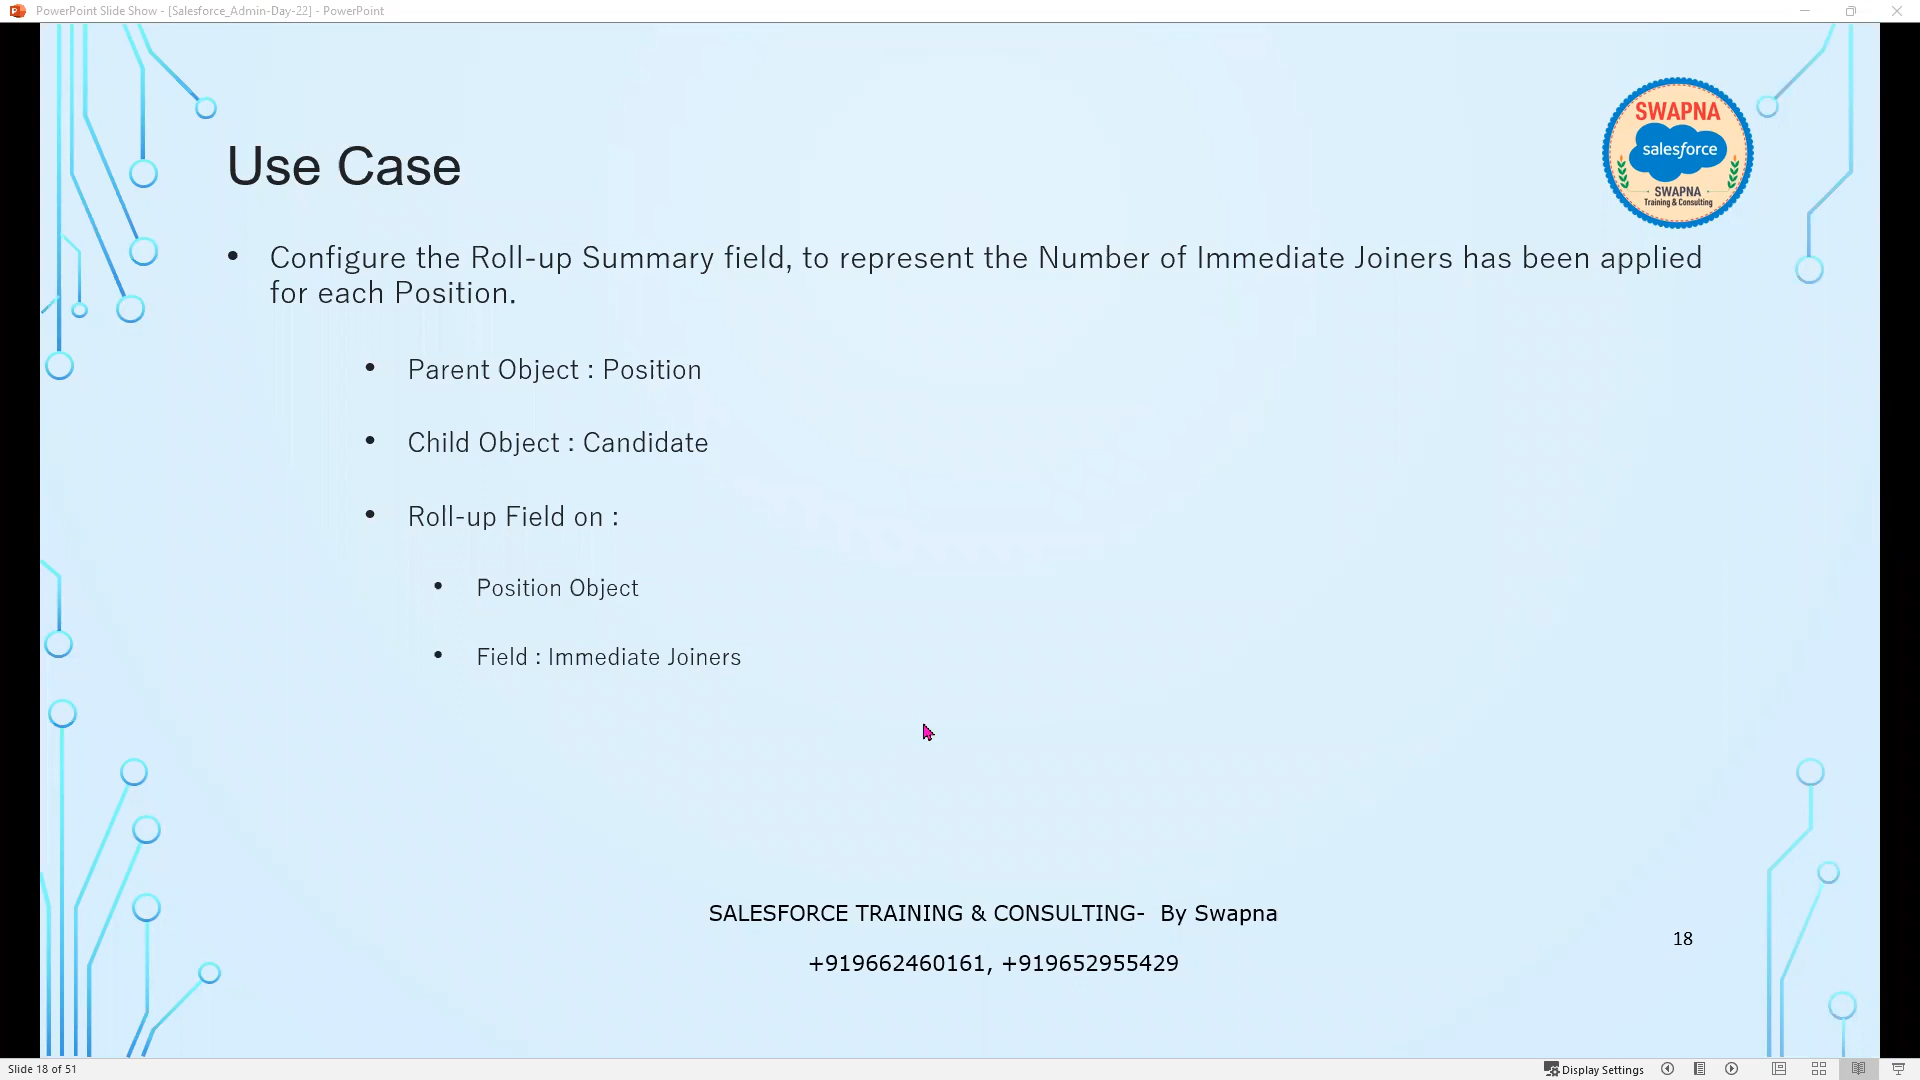 PowerPoint Slide Show - [Salesforce_Admin-Day-22] - PowerPoint
SWAPNA
salesforce
SWAPNA
Training & Consulting
Use Case
• Configure the Roll-up Summary field, to represent the Number of Immediate Joiners has been applied
for each Position.
• Parent Object : Position
• Child Object : Candidate
• Roll-up Field on :
• Position Object
• Field : Immediate Joiners
SALESFORCE TRAINING & CONSULTING- By Swapna
18
+919662460161, +919652955429
Slide 18 of 51
Display Settings